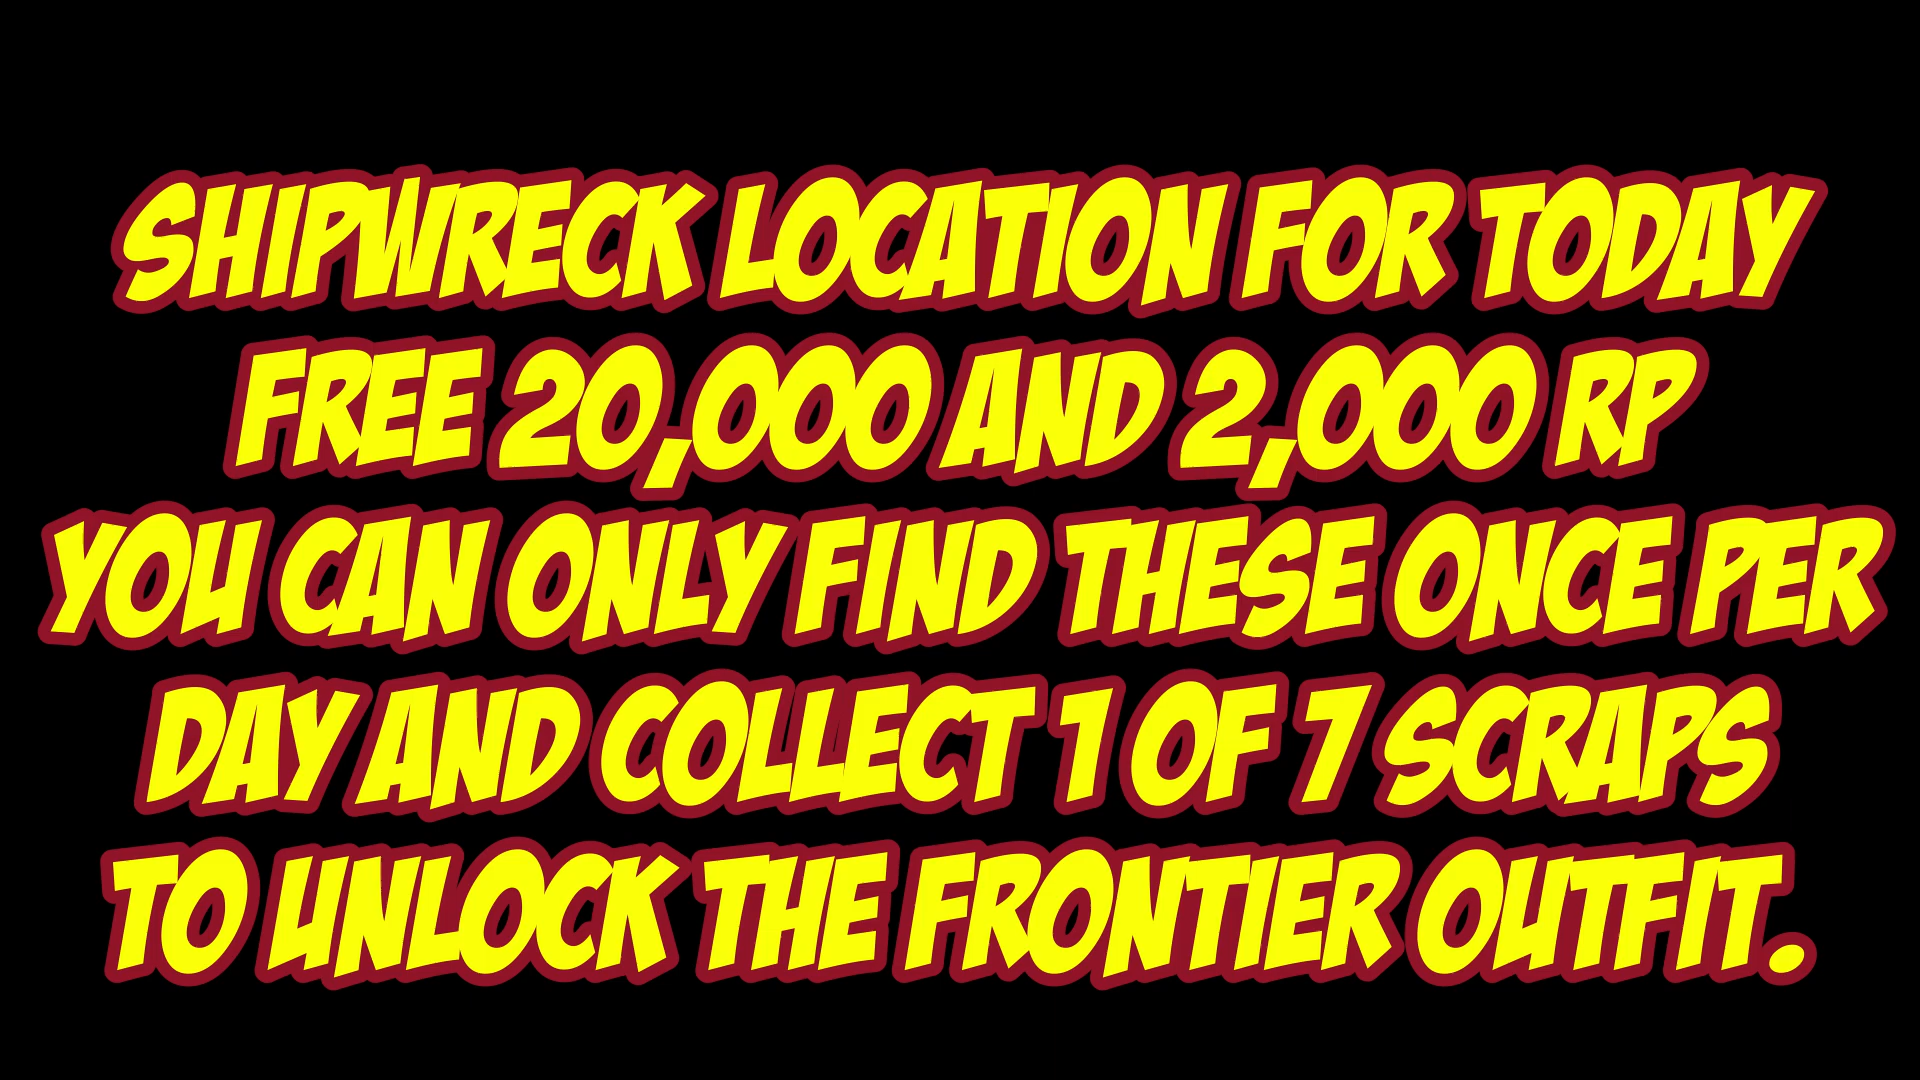 SHIPWRECK LOCATION FOR TODAY
FREE 20,000 AND 2,000 RP
YOU CAN ONLY FIND THESE ONCE PER
DAY AND COLLECT 1 OF 7 SCRAPS
TO UNLOCK THE FRONTIER OUTFIT.